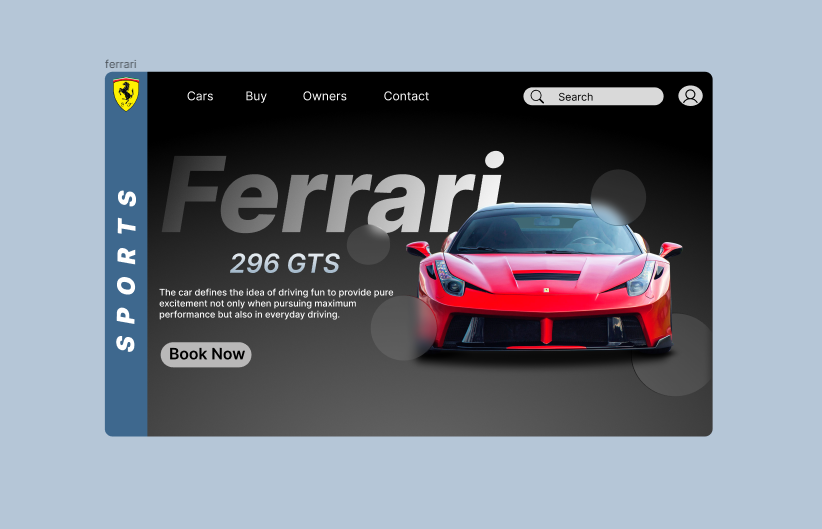 ferrari
Cars Buy Owners Contact Search
SPORTS
Ferrari
296 GTS
The car defines the idea of driving fun to provide pure
excitement not only when pursuing maximum
performance but also in everyday driving.
Book Now